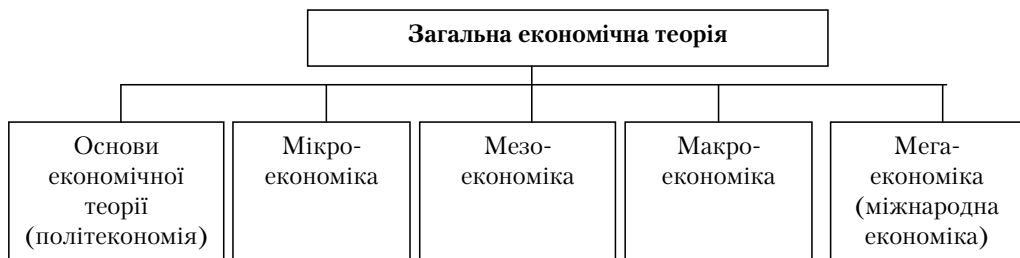 Загальна економічна теорія
Основи
економічної
теорії
(політекономія)
Мікро-
економіка
Мезо-
економіка
Макро-
економіка
Мега-
економіка
(міжнародна
економіка)